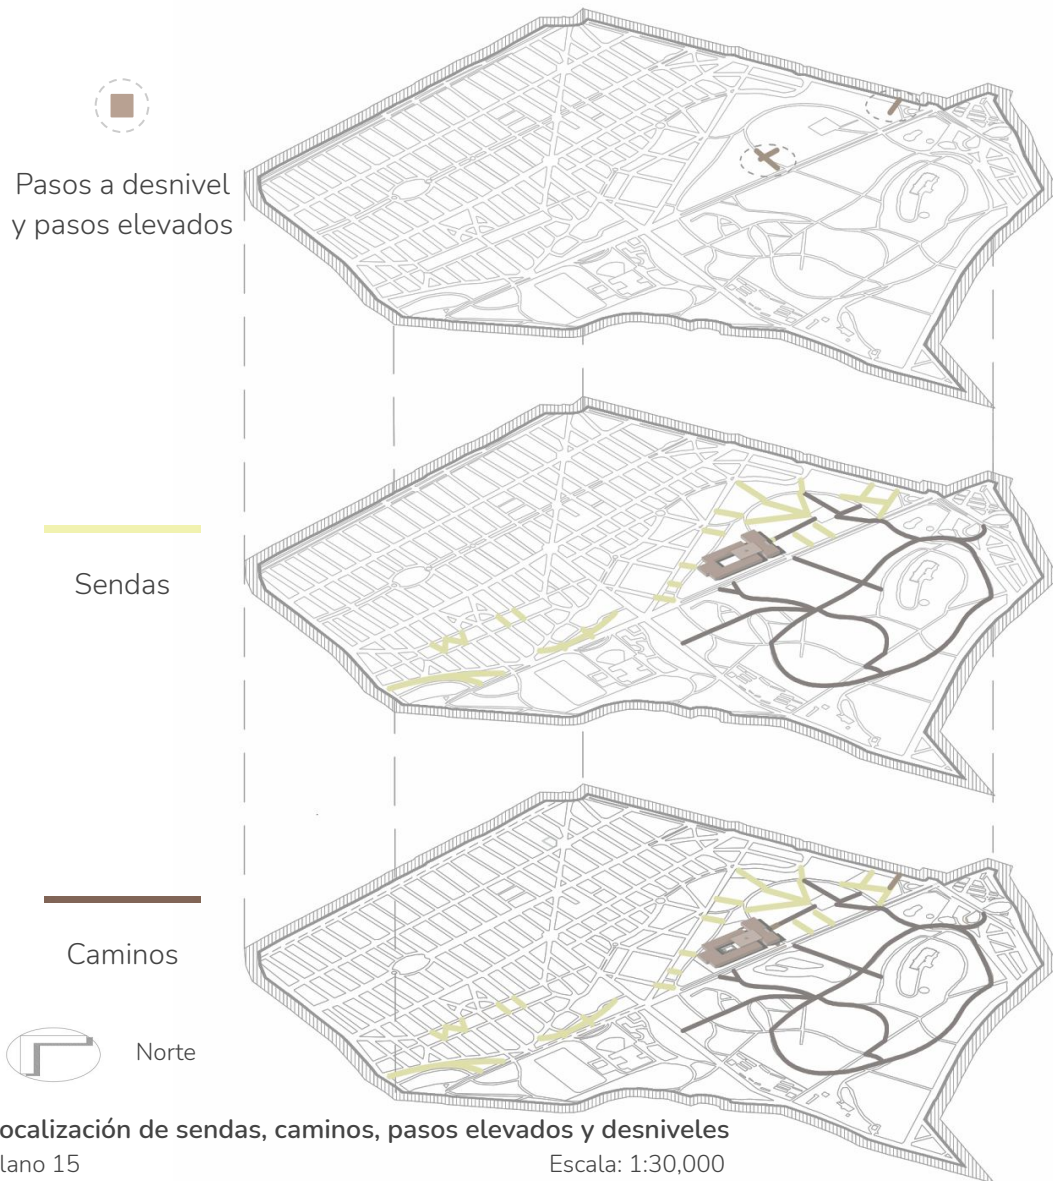 Pasos a desnivel
y pasos elevados
Sendas
Caminos
Norte
ocalización de sendas, caminos, pasos elevados y desniveles
lano 15
Escala: 1:30,000